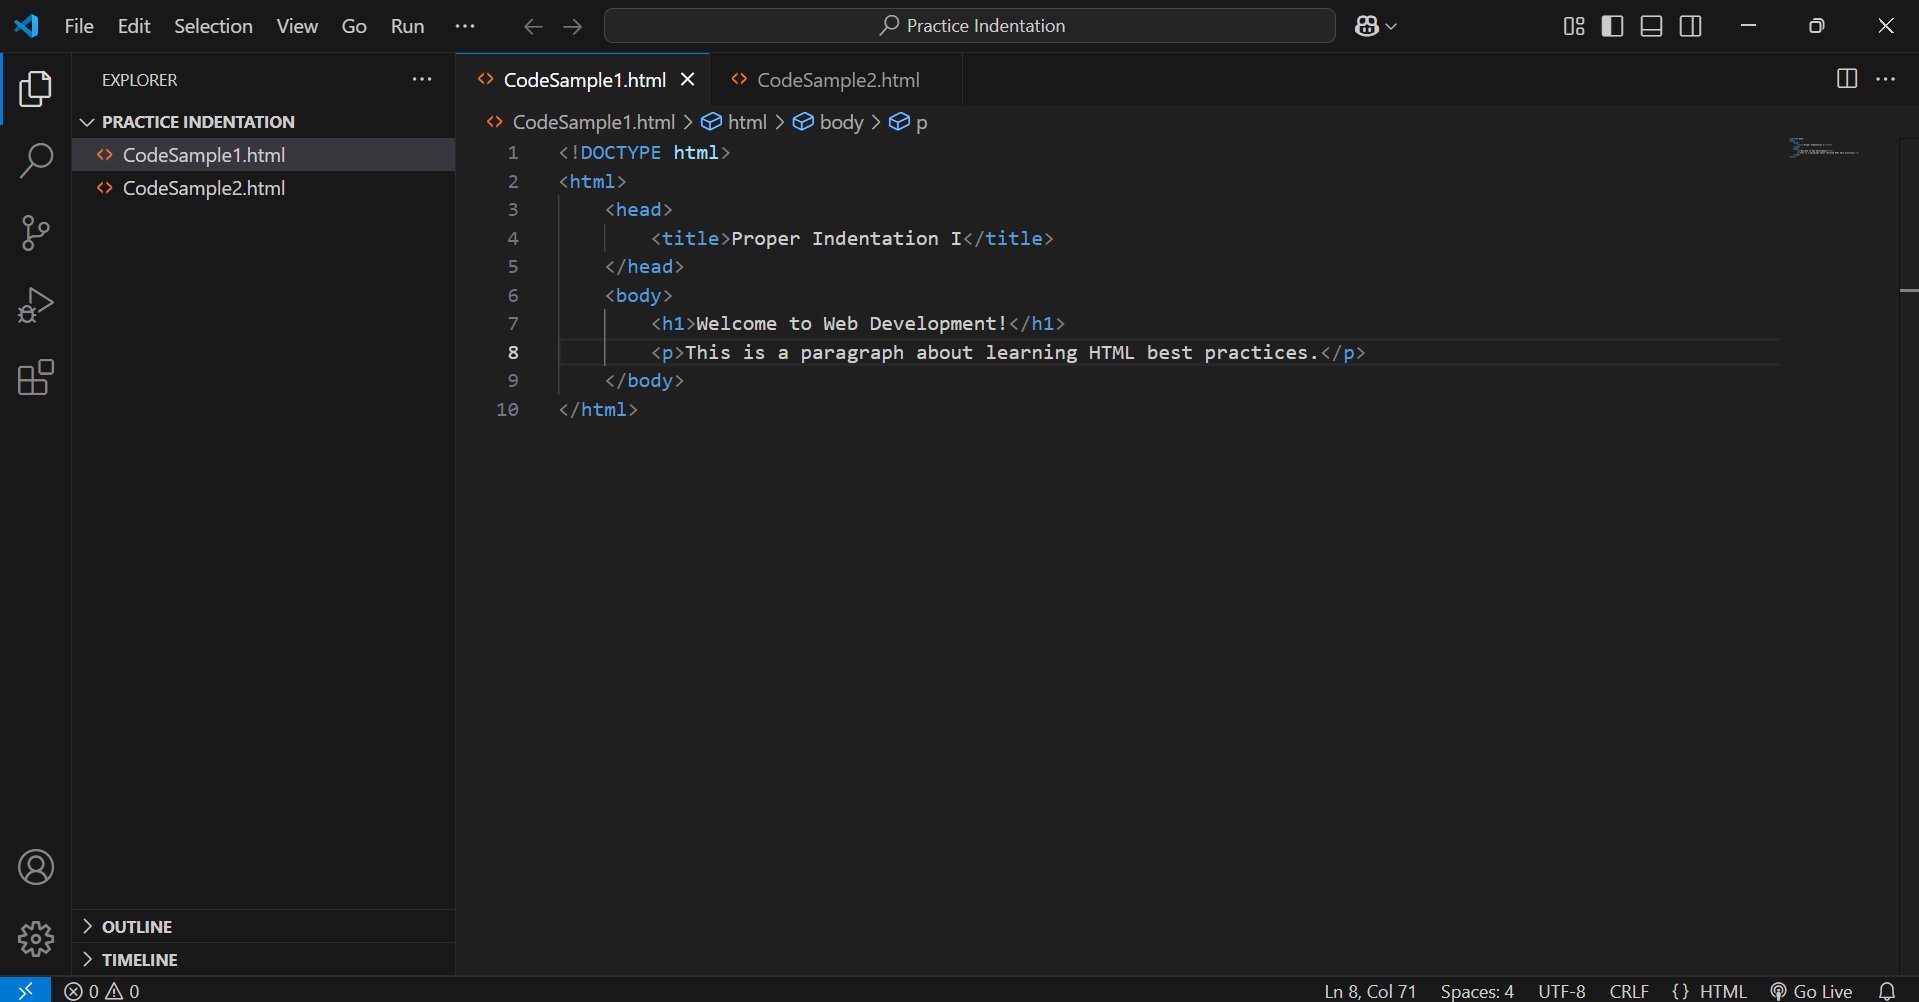 File Edit Selection View Go Run ···
Practice Indentation
EXPLORER ···
PRACTICE INDENTATION
CodeSample1.html
CodeSample2.html
OUTLINE
TIMELINE
CodeSample1.html CodeSample2.html ···
CodeSample1.html > html > body > p
1 <!DOCTYPE html>
2 <html>
3     <head>
4         <title>Proper Indentation I</title>
5     </head>
6     <body>
7         <h1>Welcome to Web Development!</h1>
8         <p>This is a paragraph about learning HTML best practices.</p>
9     </body>
10 </html>
0 0 Ln 8, Col 71 Spaces: 4 UTF-8 CRLF {} HTML Go Live